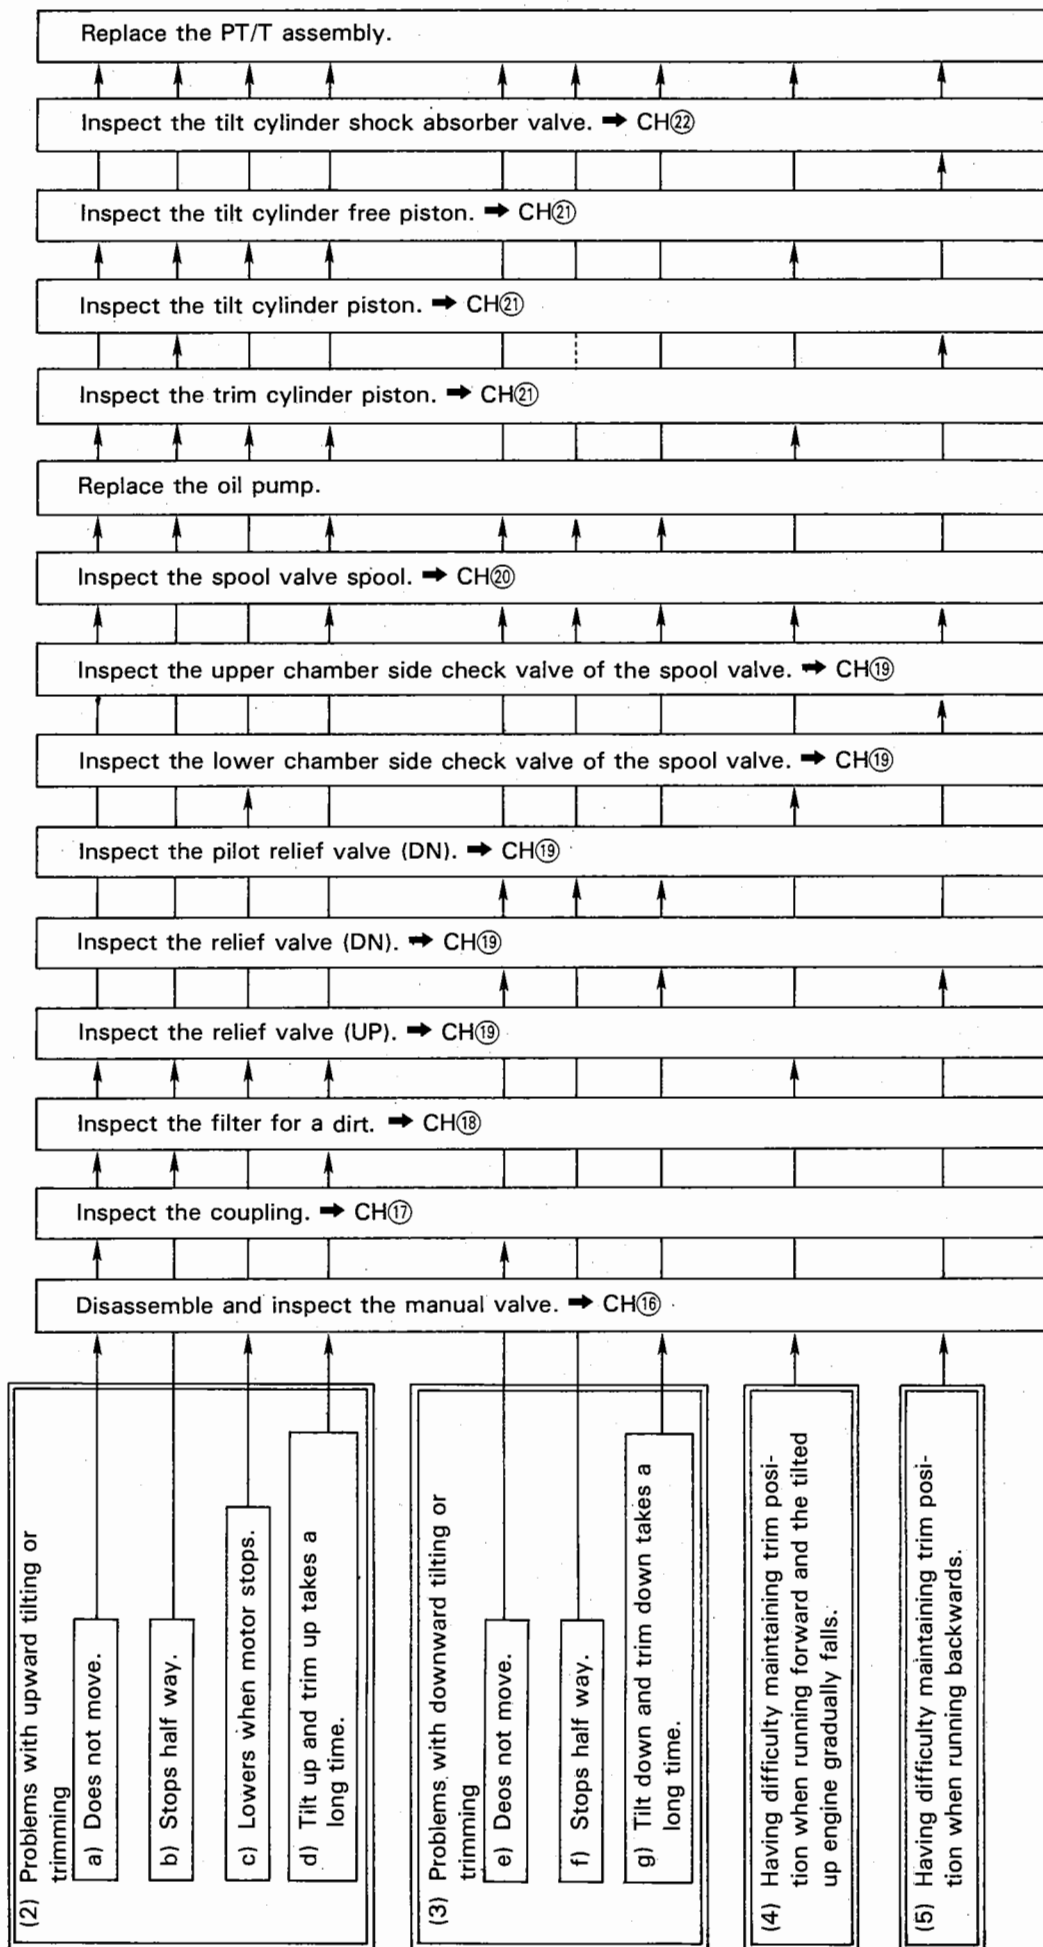 Replace the PT/T assembly.
Inspect the tilt cylinder shock absorber valve. ➡ CH㉒
Inspect the tilt cylinder free piston. ➡ CH㉑
Inspect the tilt cylinder piston. ➡ CH㉑
Inspect the trim cylinder piston. ➡ CH㉑
Replace the oil pump.
Inspect the spool valve spool. ➡ CH⑳
Inspect the upper chamber side check valve of the spool valve. ➡ CH⑲
Inspect the lower chamber side check valve of the spool valve. ➡ CH⑲
Inspect the pilot relief valve (DN). ➡ CH⑲
Inspect the relief valve (DN). ➡ CH⑲
Inspect the relief valve (UP). ➡ CH⑲
Inspect the filter for a dirt. ➡ CH⑱
Inspect the coupling. ➡ CH⑰
Disassemble and inspect the manual valve. ➡ CH⑯
(2) Problems with upward tilting or
trimming
a) Does not move.
b) Stops half way.
c) Lowers when motor stops.
d) Tilt up and trim up takes a
long time.
(3) Problems with downward tilting or
trimming
e) Deos not move.
f) Stops half way.
g) Tilt down and trim down takes a
long time.
(4) Having difficulty maintaining trim posi-
tion when running forward and the tilted
up engine gradually falls.
(5) Having difficulty maintaining trim posi-
tion when running backwards.